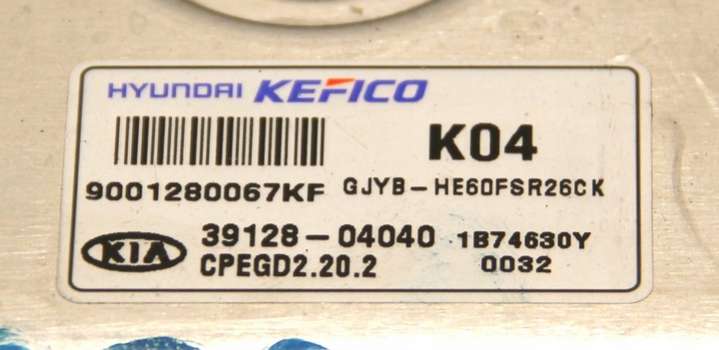 HYUNDAI KEFICO
K04
9001280067KF GJYB-HE60FSR26CK
KIA 39128-04040 1B74630Y
CPEGD2.20.2 0032